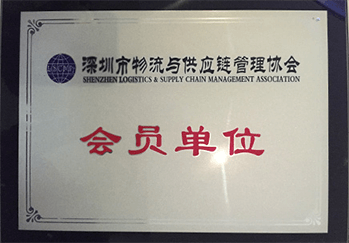 深圳市物流与供应链管理协会
SHENZHEN LOGISTICS & SUPPLY CHAIN MANAGEMENT ASSOCIATION
会员单位